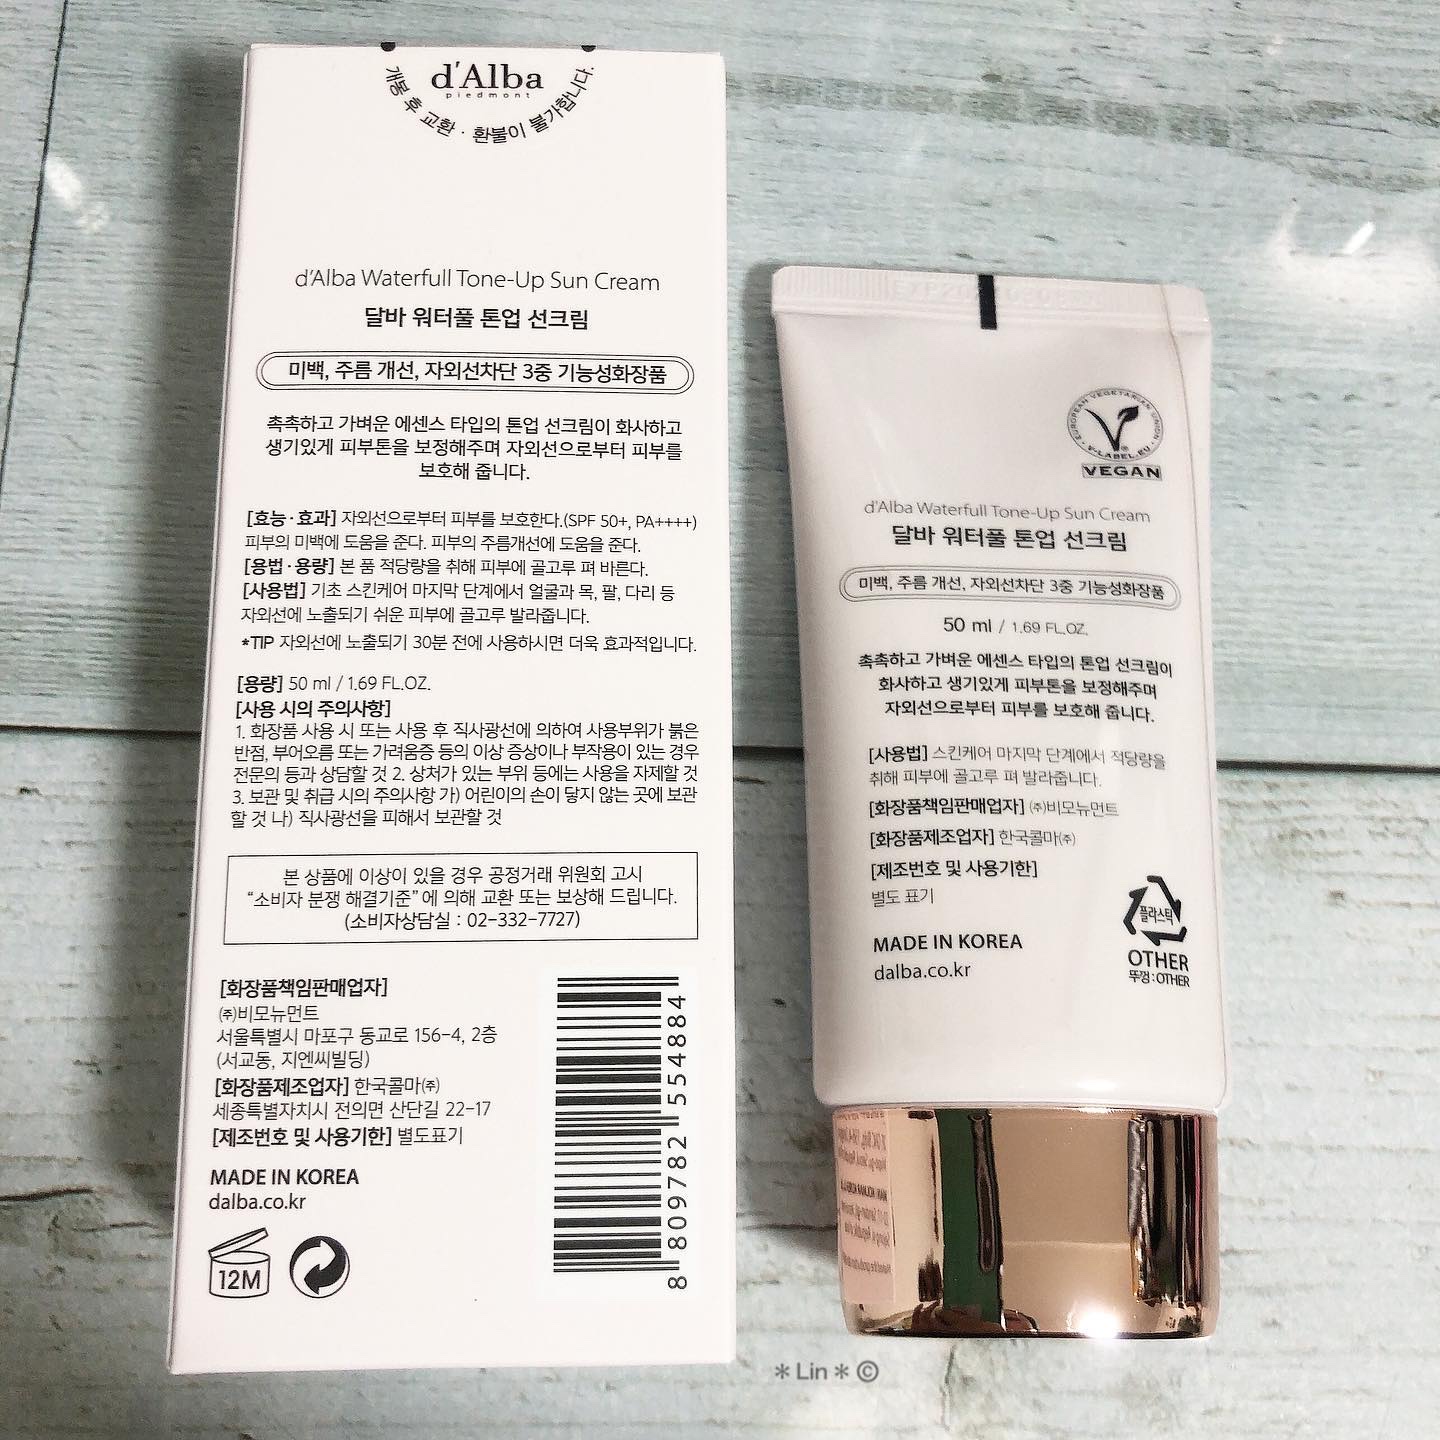 d'Alba
piedmont
개봉 후 교환·환불이 불가합니다.
d'Alba Waterfull Tone-Up Sun Cream
달바 워터풀 톤업 선크림
미백, 주름 개선, 자외선차단 3중 기능성화장품
촉촉하고 가벼운 에센스 타입의 톤업 선크림이 화사하고
생기있게 피부톤을 보정해주며 자외선으로부터 피부를
보호해 줍니다.
[효능·효과] 자외선으로부터 피부를 보호한다.(SPF 50+, PA++++)
피부의 미백에 도움을 준다. 피부의 주름개선에 도움을 준다.
[용법·용량] 본 품 적당량을 취해 피부에 골고루 펴 바른다.
[사용법] 기초 스킨케어 마지막 단계에서 얼굴과 목, 팔, 다리 등
자외선에 노출되기 쉬운 피부에 골고루 발라줍니다.
*TIP 자외선에 노출되기 30분 전에 사용하시면 더욱 효과적입니다.
[용량] 50 ml / 1.69 FL.OZ.
[사용 시의 주의사항]
1. 화장품 사용 시 또는 사용 후 직사광선에 의하여 사용부위가 붉은
반점, 부어오름 또는 가려움증 등의 이상 증상이나 부작용이 있는 경우
전문의 등과 상담할 것 2. 상처가 있는 부위 등에는 사용을 자제할 것
3. 보관 및 취급 시의 주의사항 가) 어린이의 손이 닿지 않는 곳에 보관
할 것 나) 직사광선을 피해서 보관할 것
본 상품에 이상이 있을 경우 공정거래 위원회 고시
“소비자 분쟁 해결기준”에 의해 교환 또는 보상해 드립니다.
(소비자상담실 : 02-332-7727)
[화장품책임판매업자]
㈜비모뉴먼트
서울특별시 마포구 동교로 156-4, 2층
(서교동, 지엔씨빌딩)
[화장품제조업자] 한국콜마㈜
세종특별자치시 전의면 산단길 22-17
[제조번호 및 사용기한] 별도표기
MADE IN KOREA
dalba.co.kr
12M
8 809782 554884
EUROPEAN VEGETARIAN UNION
V-LABEL.EU
VEGAN
d'Alba Waterfull Tone-Up Sun Cream
달바 워터풀 톤업 선크림
미백, 주름 개선, 자외선차단 3중 기능성화장품
50 ml / 1.69 FL.OZ.
촉촉하고 가벼운 에센스 타입의 톤업 선크림이
화사하고 생기있게 피부톤을 보정해주며
자외선으로부터 피부를 보호해 줍니다.
[사용법] 스킨케어 마지막 단계에서 적당량을
취해 피부에 골고루 펴 발라줍니다.
[화장품책임판매업자] ㈜비모뉴먼트
[화장품제조업자] 한국콜마㈜
[제조번호 및 사용기한]
별도 표기
MADE IN KOREA
dalba.co.kr
플라스틱
OTHER
뚜껑:OTHER
*Lin*©